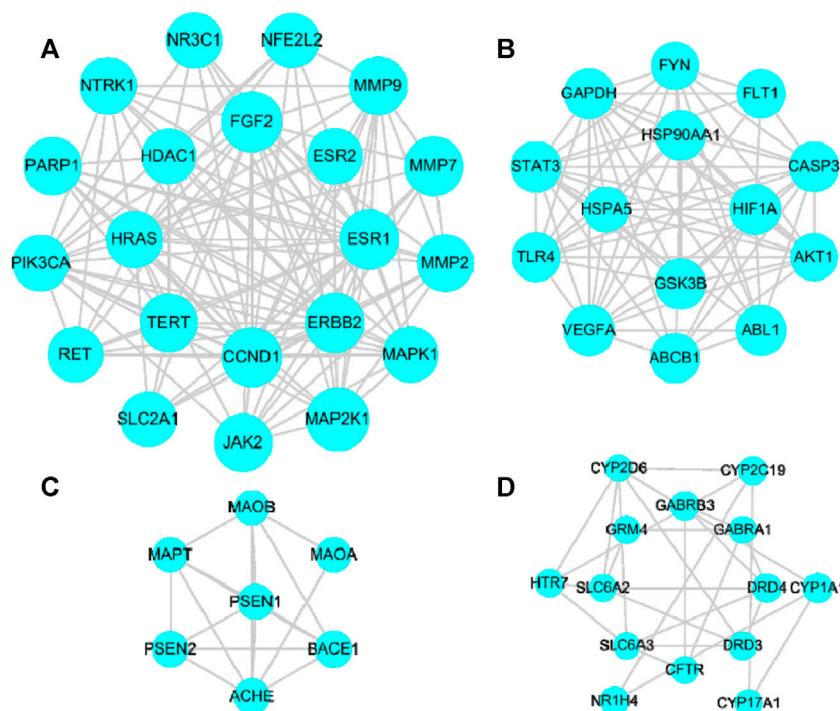 A
NR3C1
NFE2L2
NTRK1
MMP9
FGF2
PARP1
HDAC1
ESR2
MMP7
HRAS
ESR1
PIK3CA
MMP2
TERT
ERBB2
RET
CCND1
MAPK1
SLC2A1
JAK2
MAP2K1
B
FYN
GAPDH
FLT1
HSP90AA1
STAT3
CASP3
HSPA5
HIF1A
TLR4
AKT1
GSK3B
VEGFA
ABL1
ABCB1
C
MAOB
MAPT
MAOA
PSEN1
PSEN2
BACE1
ACHE
D
CYP2D6
CYP2C19
GABRB3
GRM4
GABRA1
HTR7
SLC6A2
DRD4
CYP1A1
SLC6A3
DRD3
CFTR
NR1H4
CYP17A1